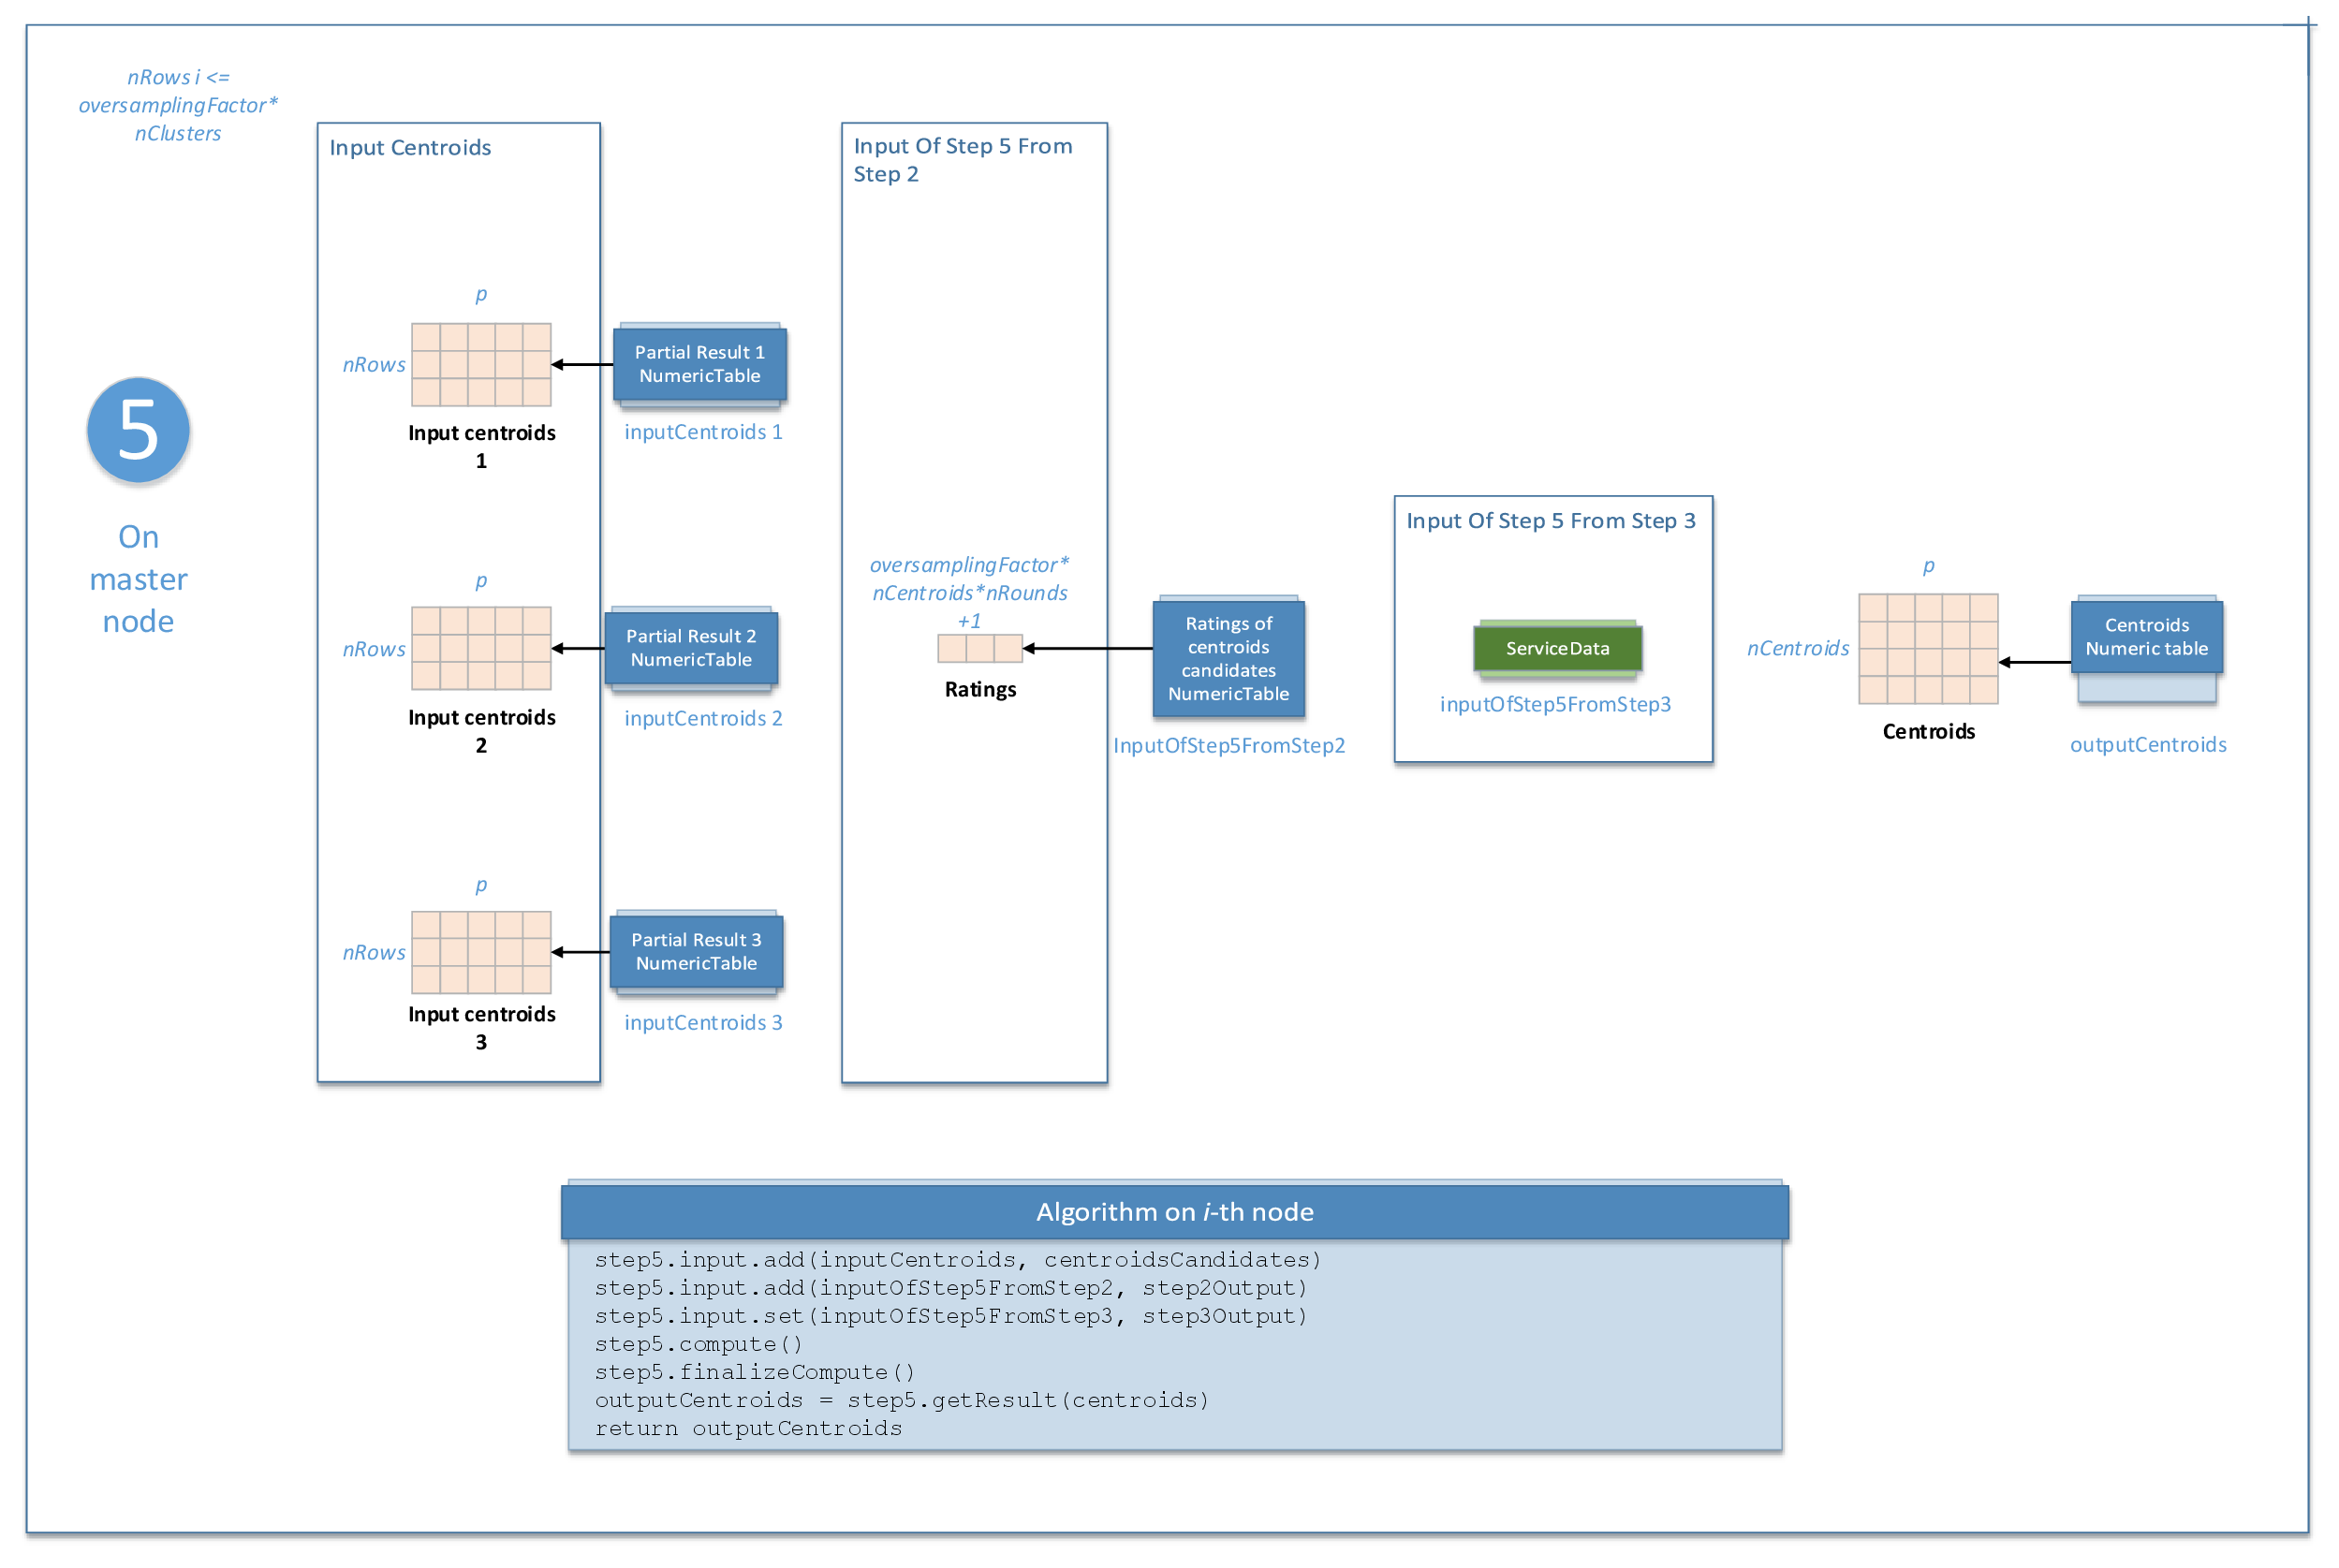 nRows i <=
oversamplingFactor*
nClusters
5
On
master
node
Input Centroids
p
nRows
Input centroids
1
Partial Result 1
NumericTable
inputCentroids 1
p
nRows
Input centroids
2
Partial Result 2
NumericTable
inputCentroids 2
p
nRows
Input centroids
3
Partial Result 3
NumericTable
inputCentroids 3
Input Of Step 5 From
Step 2
oversamplingFactor*
nCentroids*nRounds
+1
Ratings
Ratings of
centroids
candidates
NumericTable
InputOfStep5FromStep2
Input Of Step 5 From Step 3
ServiceData
inputOfStep5FromStep3
p
nCentroids
Centroids
Centroids
Numeric table
outputCentroids
Algorithm on i-th node
step5.input.add(inputCentroids, centroidsCandidates)
step5.input.add(inputOfStep5FromStep2, step2Output)
step5.input.set(inputOfStep5FromStep3, step3Output)
step5.compute()
step5.finalizeCompute()
outputCentroids = step5.getResult(centroids)
return outputCentroids